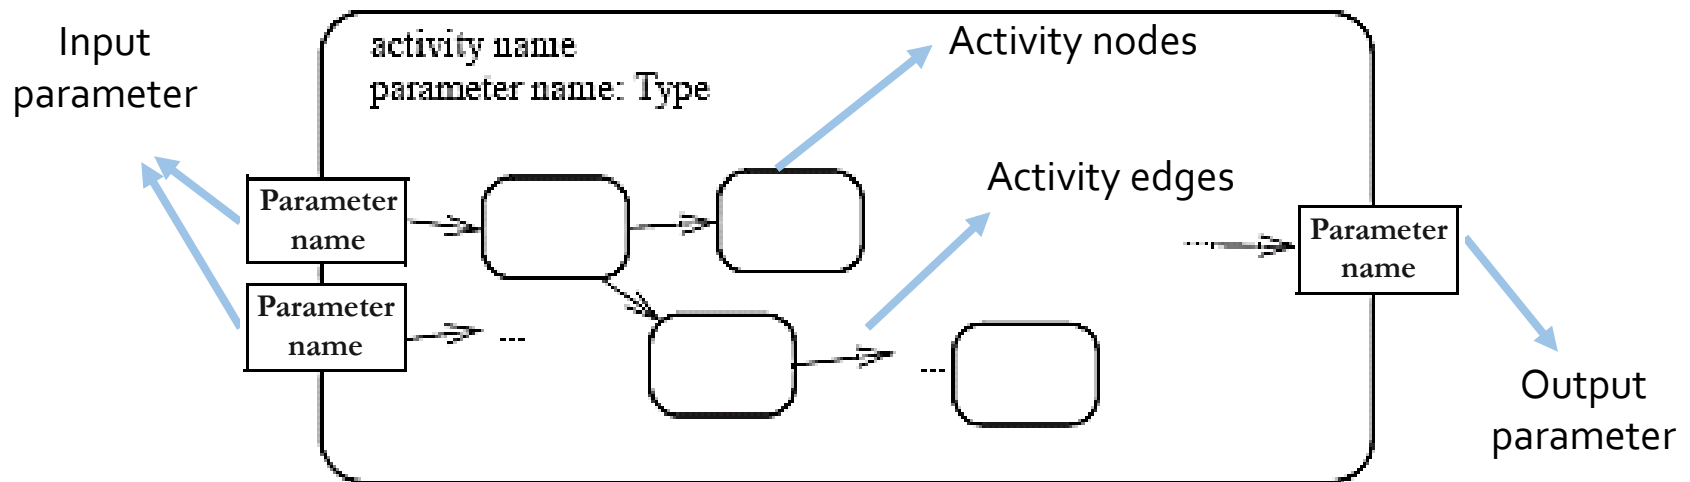 Input
parameter
activity name
parameter name: Type
Activity nodes
Activity edges
Parameter
name
Parameter
name
...
...
...
Parameter
name
Output
parameter